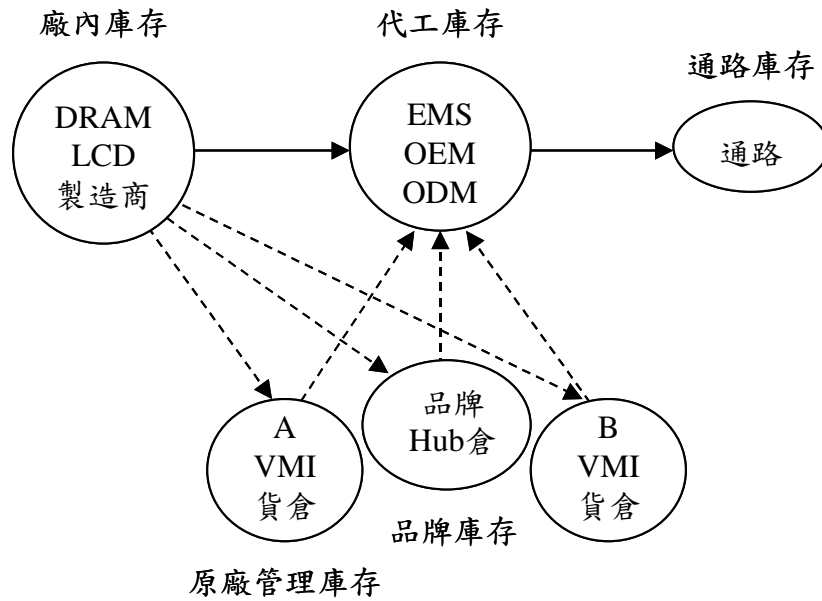 廠內庫存
代工庫存
通路庫存
DRAM
LCD
製造商
EMS
OEM
ODM
通路
A
VMI
貨倉
品牌
Hub倉
B
VMI
貨倉
品牌庫存
原廠管理庫存